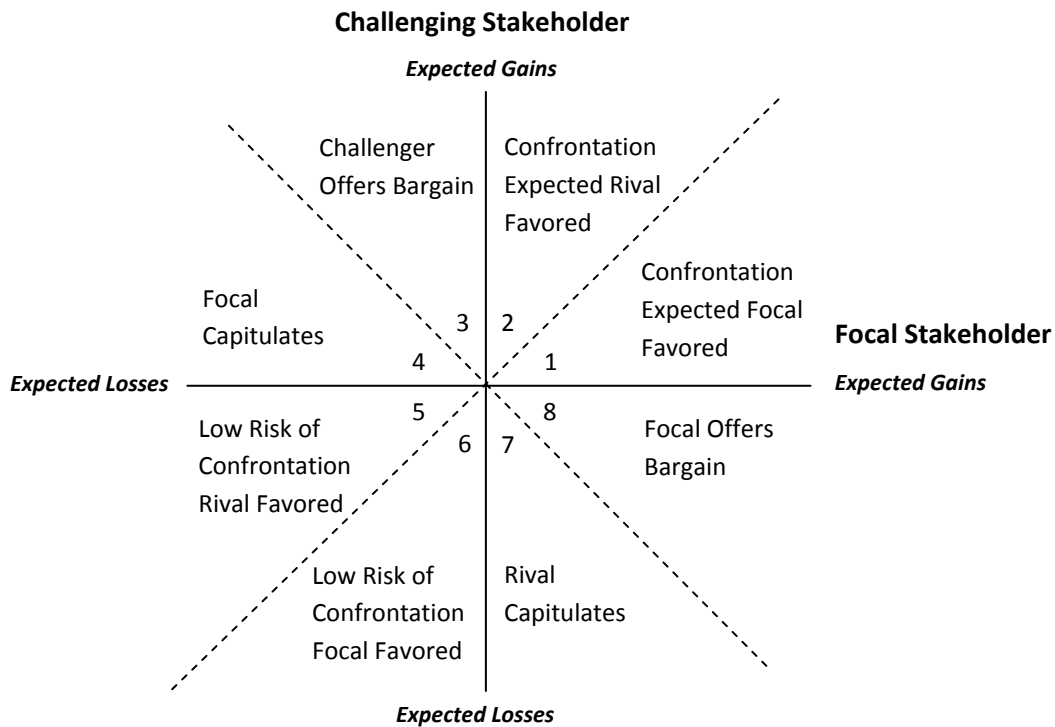 Challenging Stakeholder
Expected Gains
Challenger
Offers Bargain
Confrontation
Expected Rival
Favored
Confrontation
Expected Focal
Favored
Focal
Capitulates
3
2
4
1
Focal Stakeholder
Expected Losses
Expected Gains
5
8
6
7
Low Risk of
Confrontation
Rival Favored
Focal Offers
Bargain
Low Risk of
Confrontation
Focal Favored
Rival
Capitulates
Expected Losses